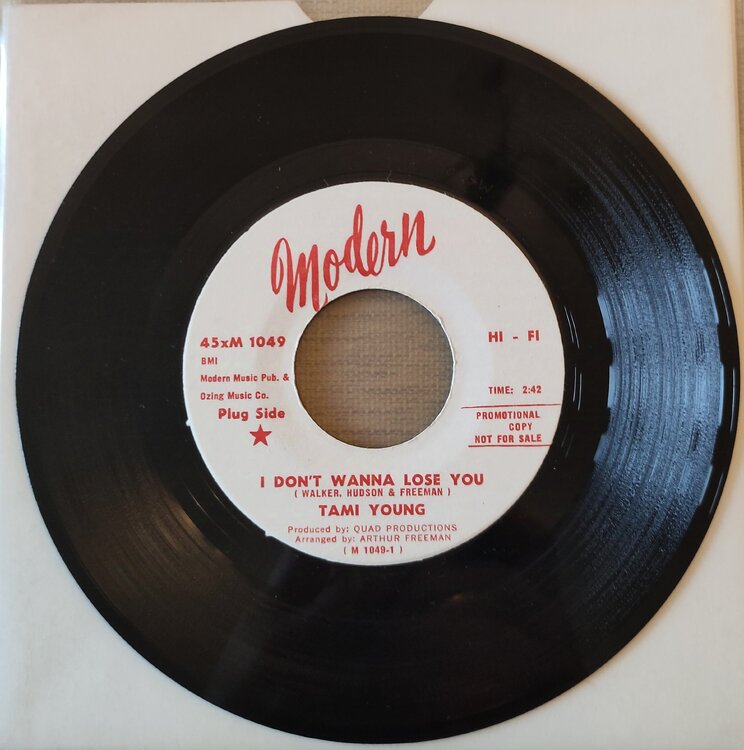 Modern
45xM 1049
HI - FI
BMI
Modern Music Pub. &
Ozing Music Co.
TIME: 2:42
Plug Side
PROMOTIONAL
COPY
NOT FOR SALE
I DON'T WANNA LOSE YOU
( WALKER, HUDSON & FREEMAN )
TAMI YOUNG
Produced by: QUAD PRODUCTIONS
Arranged by: ARTHUR FREEMAN
( M 1049-1 )